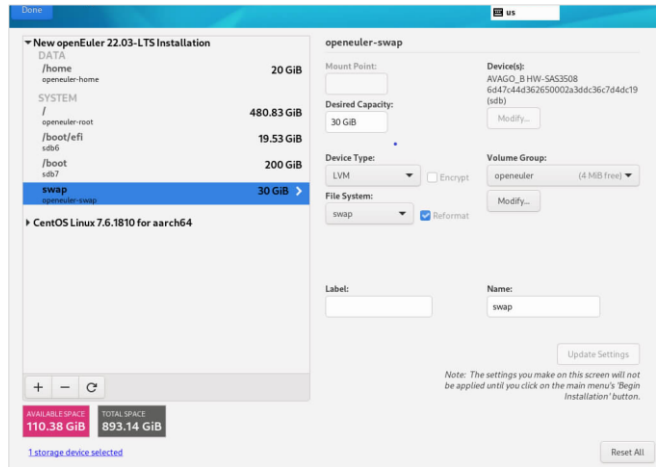 Done
us
New openEuler 22.03-LTS Installation
DATA
/home
20 GiB
openeuler-home
SYSTEM
/
480.83 GiB
openeuler-root
/boot/efi
19.53 GiB
sdb6
/boot
200 GiB
sdb7
swap
30 GiB
openeuler-swap
CentOS Linux 7.6.1810 for aarch64
AVAILABLE SPACE
110.38 GiB
TOTAL SPACE
893.14 GiB
1 storage device selected
openeuler-swap
Mount Point:
Device(s):
AVAGO_B HW-SAS3508
6d47c44d362650002a3ddc36c7d4dc19
(sdb)
Modify...
Desired Capacity:
30 GiB
Device Type:
LVM
Encrypt
Volume Group:
openeuler
(4 MiB free)
Modify...
File System:
swap
Reformat
Label:
Name:
swap
Update Settings
Note: The settings you make on this screen will not
be applied until you click on the main menu's 'Begin
Installation' button.
Reset All